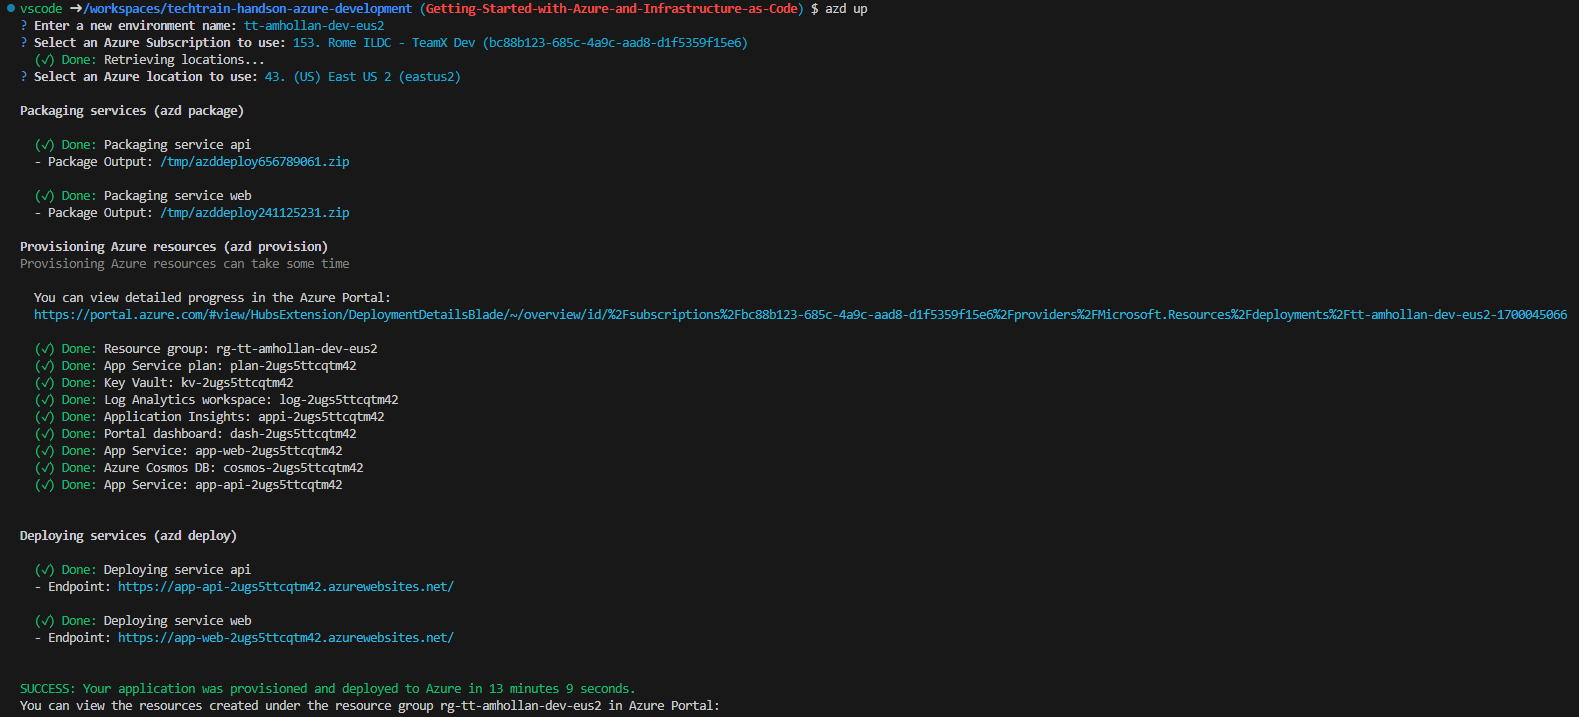 vscode ➜/workspaces/techtrain-handson-azure-development (Getting-Started-with-Azure-and-Infrastructure-as-Code) $ azd up
? Enter a new environment name: tt-amhollan-dev-eus2
? Select an Azure Subscription to use: 153. Rome ILDC - TeamX Dev (bc88b123-685c-4a9c-aad8-d1f5359f15e6)
(✓) Done: Retrieving locations...
? Select an Azure location to use: 43. (US) East US 2 (eastus2)
Packaging services (azd package)
(✓) Done: Packaging service api
- Package Output: /tmp/azddeploy656789061.zip
(✓) Done: Packaging service web
- Package Output: /tmp/azddeploy241125231.zip
Provisioning Azure resources (azd provision)
Provisioning Azure resources can take some time
You can view detailed progress in the Azure Portal:
https://portal.azure.com/#view/HubsExtension/DeploymentDetailsBlade/~/overview/id/%2Fsubscriptions%2Fbc88b123-685c-4a9c-aad8-d1f5359f15e6%2Fproviders%2FMicrosoft.Resources%2Fdeployments%2Ftt-amhollan-dev-eus2-1700045066
(✓) Done: Resource group: rg-tt-amhollan-dev-eus2
(✓) Done: App Service plan: plan-2ugs5ttcqtm42
(✓) Done: Key Vault: kv-2ugs5ttcqtm42
(✓) Done: Log Analytics workspace: log-2ugs5ttcqtm42
(✓) Done: Application Insights: appi-2ugs5ttcqtm42
(✓) Done: Portal dashboard: dash-2ugs5ttcqtm42
(✓) Done: App Service: app-web-2ugs5ttcqtm42
(✓) Done: Azure Cosmos DB: cosmos-2ugs5ttcqtm42
(✓) Done: App Service: app-api-2ugs5ttcqtm42
Deploying services (azd deploy)
(✓) Done: Deploying service api
- Endpoint: https://app-api-2ugs5ttcqtm42.azurewebsites.net/
(✓) Done: Deploying service web
- Endpoint: https://app-web-2ugs5ttcqtm42.azurewebsites.net/
SUCCESS: Your application was provisioned and deployed to Azure in 13 minutes 9 seconds.
You can view the resources created under the resource group rg-tt-amhollan-dev-eus2 in Azure Portal: